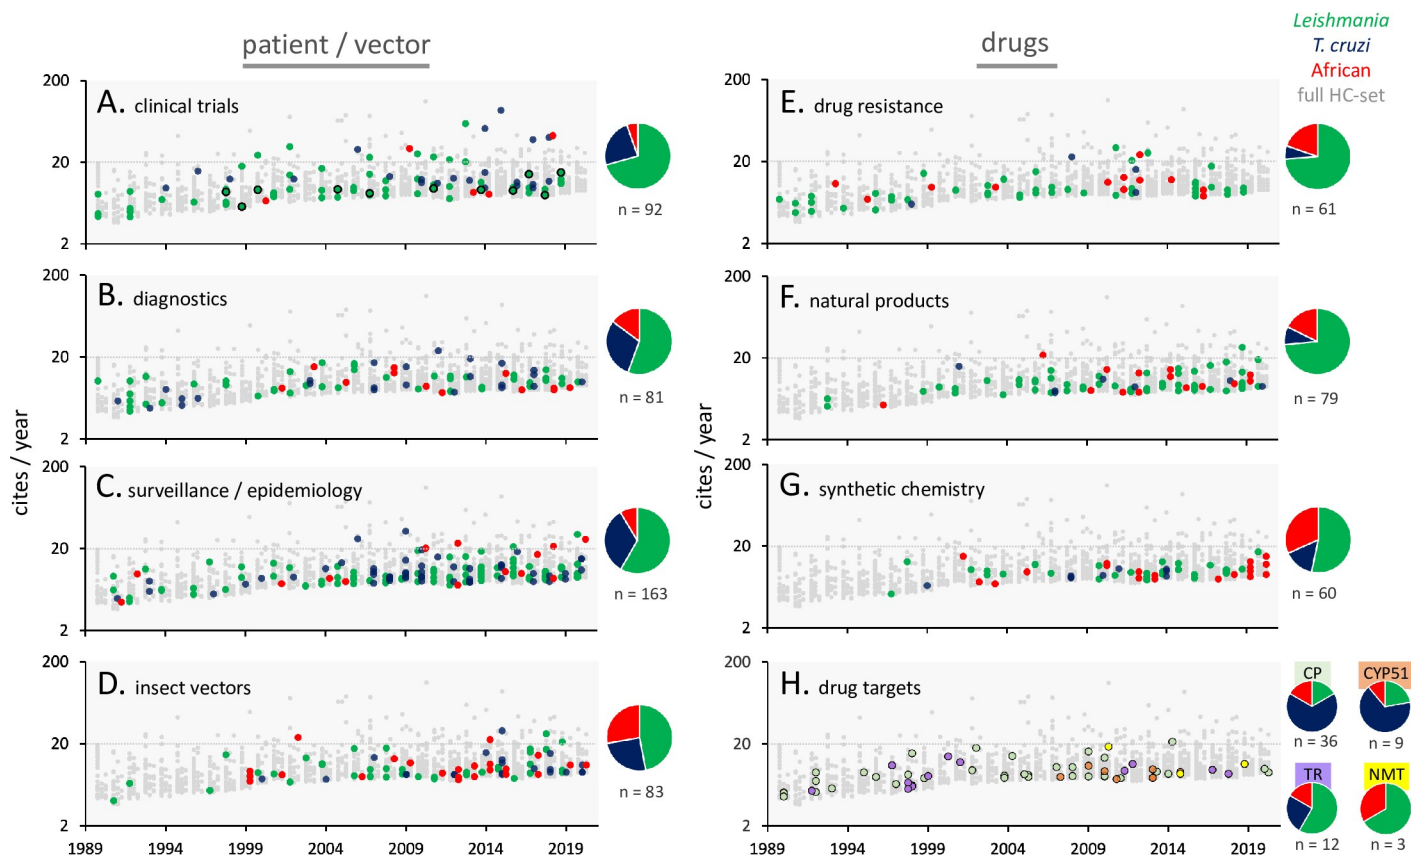 patient / vector
drugs
Leishmania
T. cruzi
African
full HC-set
cites / year
200
20
2
A. clinical trials
n = 92
200
20
2
B. diagnostics
n = 81
200
20
2
C. surveillance / epidemiology
n = 163
200
20
2
D. insect vectors
n = 83
1989 1994 1999 2004 2009 2014 2019
cites / year
200
20
2
E. drug resistance
n = 61
200
20
2
F. natural products
n = 79
200
20
2
G. synthetic chemistry
n = 60
200
20
2
H. drug targets
CP
n = 36
CYP51
n = 9
TR
n = 12
NMT
n = 3
1989 1994 1999 2004 2009 2014 2019